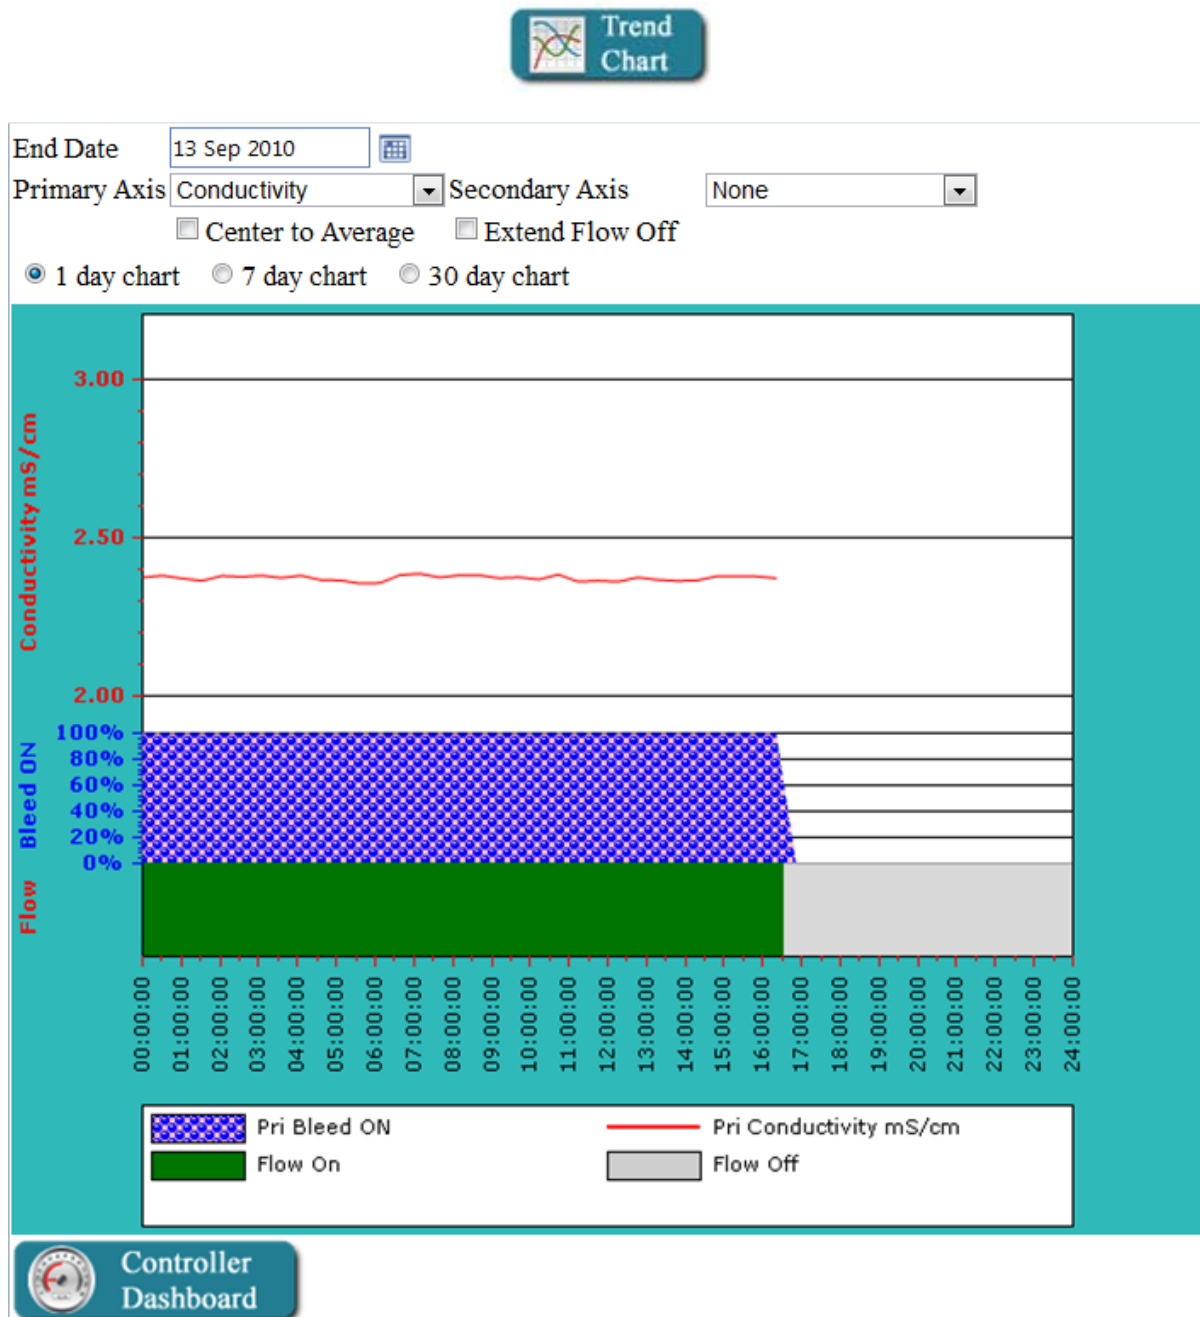 Trend
Chart
End Date 13 Sep 2010
Primary Axis Conductivity Secondary Axis None
Center to Average Extend Flow Off
1 day chart 7 day chart 30 day chart
Conductivity mS/cm
3.00
2.50
2.00
Bleed ON
100%
80%
60%
40%
20%
0%
Flow
00:00:00
01:00:00
02:00:00
03:00:00
04:00:00
05:00:00
06:00:00
07:00:00
08:00:00
09:00:00
10:00:00
11:00:00
12:00:00
13:00:00
14:00:00
15:00:00
16:00:00
17:00:00
18:00:00
19:00:00
20:00:00
21:00:00
22:00:00
23:00:00
24:00:00
Pri Bleed ON Pri Conductivity mS/cm
Flow On Flow Off
Controller
Dashboard